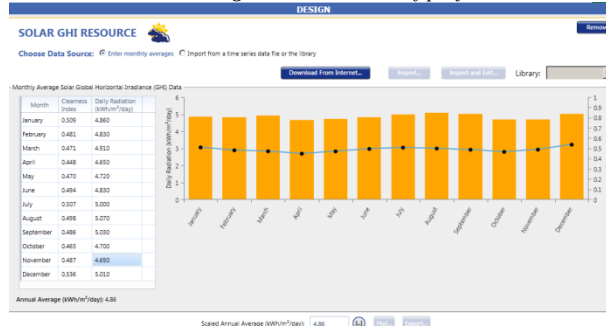 DESIGN
SOLAR GHI RESOURCE
Remov
Choose Data Source: Enter monthly averages Import from a time series data file or the library
Download From Internet... Import... Import and Edit... Library:
Monthly Average Solar Global Horizontal Irradiance (GHI) Data
Month Clearness Index Daily Radiation (kWh/m²/day)
January 0.509 4.860
February 0.481 4.830
March 0.471 4.910
April 0.448 4.650
May 0.470 4.720
June 0.494 4.830
July 0.507 5.000
August 0.498 5.070
September 0.486 5.030
October 0.465 4.700
November 0.487 4.690
December 0.536 5.010
Daily Radiation (kWh/m²/day)
6
5
4
3
2
1
0
1
0.9
0.8
0.7
0.6
0.5
0.4
0.3
0.2
0.1
0
January February March April May June July August September October November December
Annual Average (kWh/m²/day): 4.86
Scaled Annual Average (kWh/m²/day): 4.86 Plot... Export...